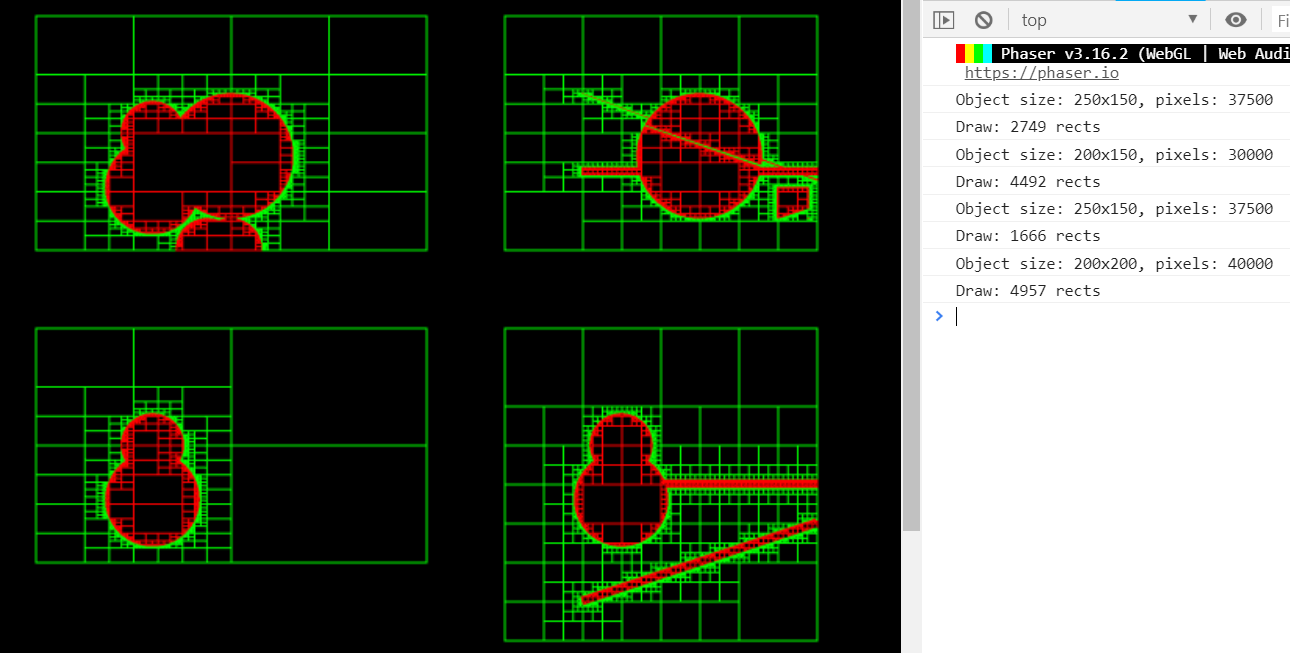 top ▼ Fi
Phaser v3.16.2 (WebGL | Web Audi
https://phaser.io
Object size: 250x150, pixels: 37500
Draw: 2749 rects
Object size: 200x150, pixels: 30000
Draw: 4492 rects
Object size: 250x150, pixels: 37500
Draw: 1666 rects
Object size: 200x200, pixels: 40000
Draw: 4957 rects
>